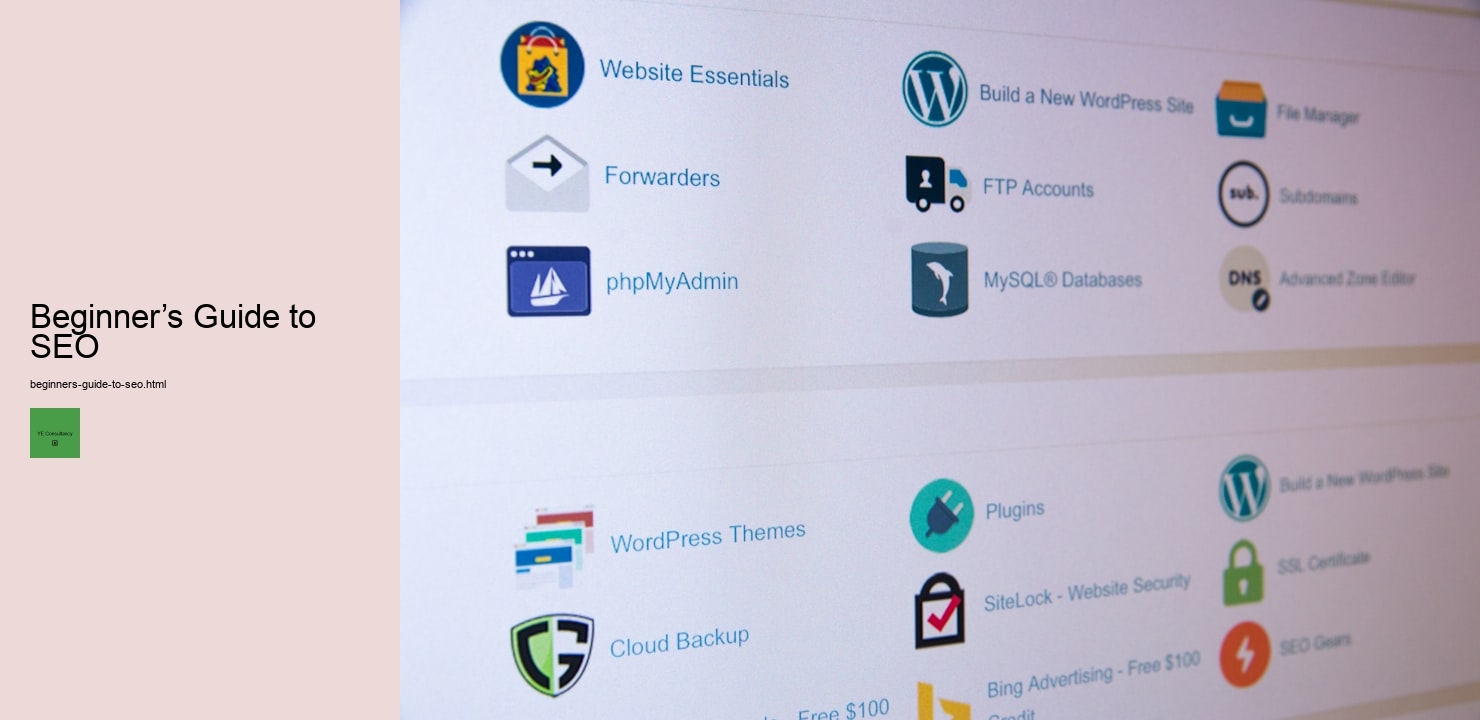 Beginner’s Guide to
SEO
beginners-guide-to-seo.html
YE Consultancy
Website Essentials
Build a New WordPress Site
File Manager
Forwarders
FTP Accounts
sub.
Subdomains
phpMyAdmin
MySQL® Databases
DNS
Advanced Zone Editor
WordPress Themes
Plugins
Build a New WordPress Site
Cloud Backup
SiteLock - Website Security
SSL Certificate
Free $100
Bing Advertising - Free $100
Credit
SEO Gears